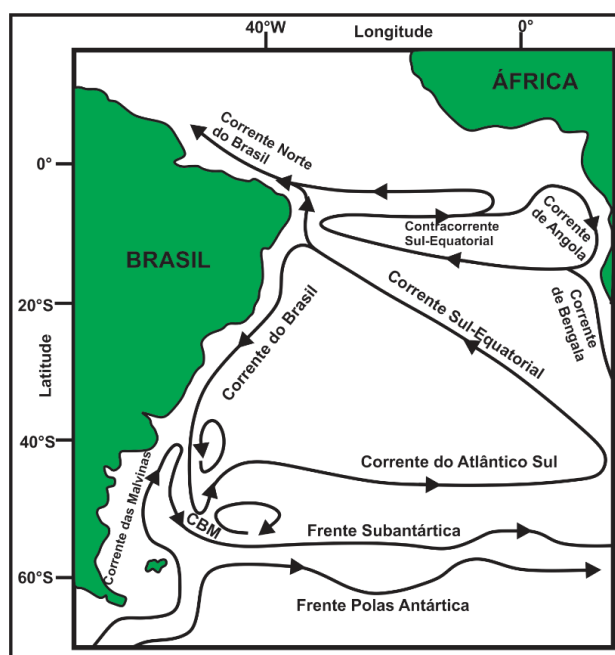 40°W
Longitude
0°
ÁFRICA
Corrente Norte
do Brasil
0°
Corrente
de Angola
Contracorrente
Sul-Equatorial
BRASIL
Corrente
de Bengala
20°S
Corrente Sul-Equatorial
Corrente do Brasil
Latitude
40°S
Corrente do Atlântico Sul
Corrente das Malvinas
CBM
Frente Subantártica
60°S
Frente Polas Antártica